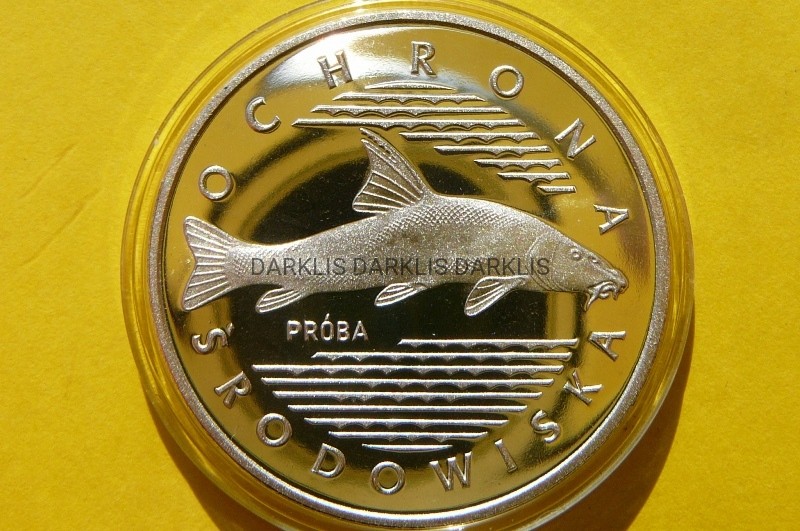 OCHRONA
DARKLIS DARKLIS DARKLIS
PRÓBA
ŚRODOWISKA